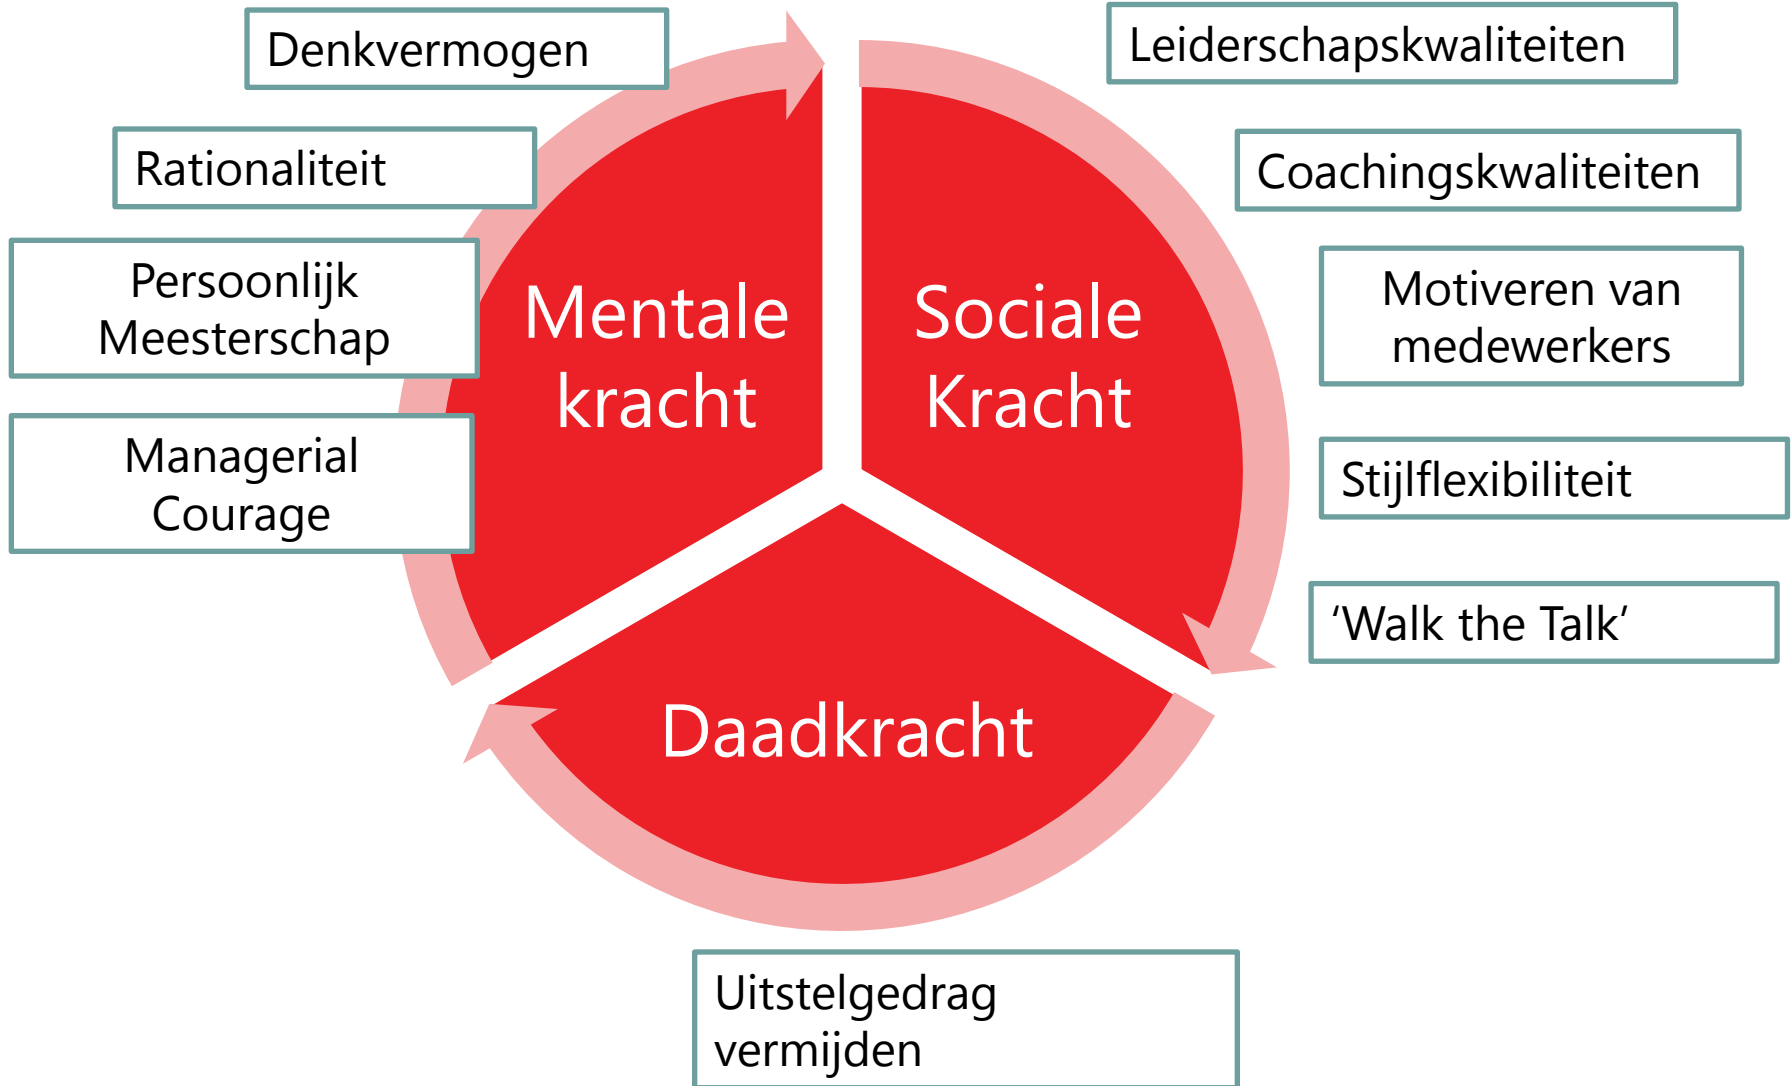 Denkvermogen
Rationaliteit
Persoonlijk
Meesterschap
Managerial
Courage
Mentale
kracht
Sociale
Kracht
Daadkracht
Leiderschapskwaliteiten
Coachingskwaliteiten
Motiveren van
medewerkers
Stijlflexibiliteit
‘Walk the Talk’
Uitstelgedrag
vermijden